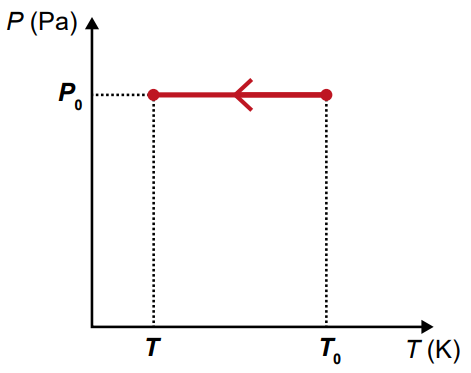 P (Pa)
P₀
T
T₀
T (K)